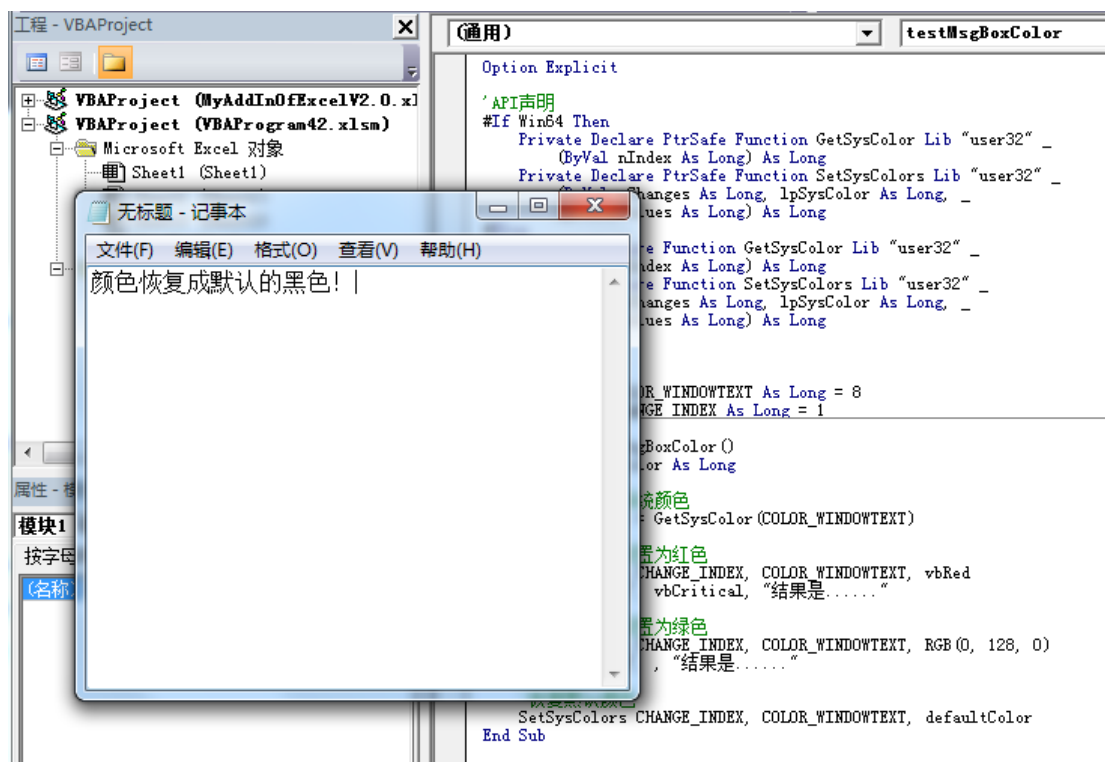 工程 - VBAProject
VBAProject (MyAddInOfExcelV2.0.xl
VBAProject (VBAProgram42.xlsm)
Microsoft Excel 对象
Sheet1 (Sheet1)
属性 -
模块1
按字母
(名称)
(通用)
testMsgBoxColor
Option Explicit
'API声明
#If Win64 Then
Private Declare PtrSafe Function GetSysColor Lib "user32" _
(ByVal nIndex As Long) As Long
Private Declare PtrSafe Function SetSysColors Lib "user32" _
Changes As Long, lpSysColor As Long, _
ues As Long) As Long
e Function GetSysColor Lib "user32" _
dex As Long) As Long
e Function SetSysColors Lib "user32" _
hanges As Long, lpSysColor As Long, _
ues As Long) As Long
OR_WINDOWTEXT As Long = 8
NGE_INDEX As Long = 1
gBoxColor()
or As Long
统颜色
= GetSysColor(COLOR_WINDOWTEXT)
置为红色
CHANGE_INDEX, COLOR_WINDOWTEXT, vbRed
vbCritical, "结果是......"
置为绿色
CHANGE_INDEX, COLOR_WINDOWTEXT, RGB(0, 128, 0)
, "结果是......"
SetSysColors CHANGE_INDEX, COLOR_WINDOWTEXT, defaultColor
End Sub
无标题 - 记事本
文件(F) 编辑(E) 格式(O) 查看(V) 帮助(H)
颜色恢复成默认的黑色！